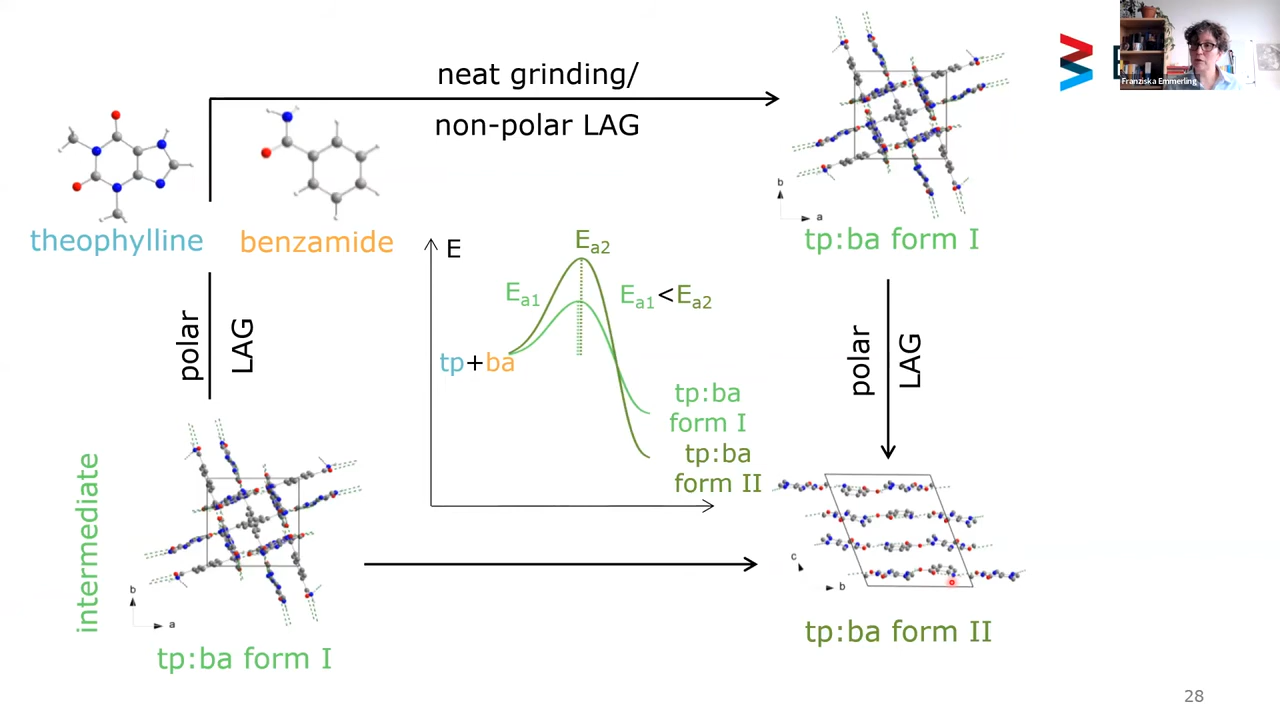 neat grinding/
non-polar LAG
Franziska Emmerling
theophylline
benzamide
b
a
tp:ba form I
polar
LAG
E
Ea2
Ea1
Ea1<Ea2
tp+ba
tp:ba
form I
tp:ba
form II
polar
LAG
intermediate
b
a
tp:ba form I
c
b
tp:ba form II
28